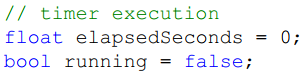 // timer execution
float elapsedSeconds = 0;
bool running = false;